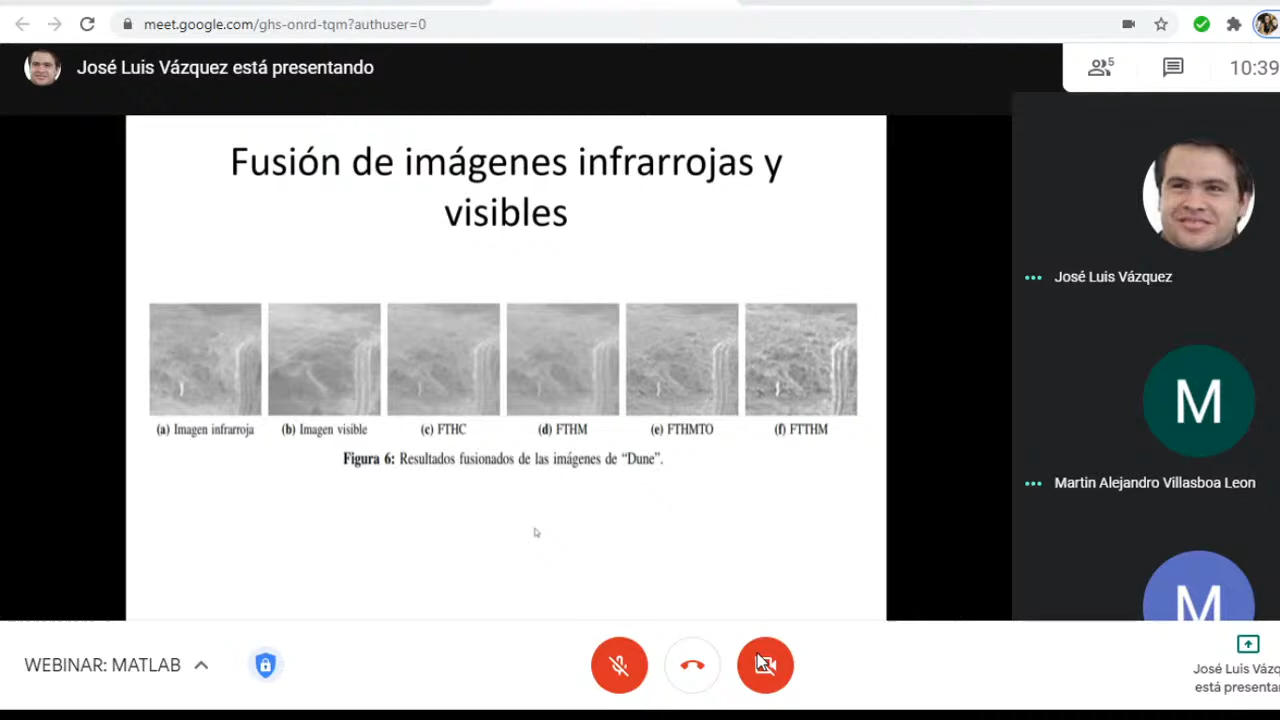 meet.google.com/ghs-onrd-tqm?authuser=0
José Luis Vázquez está presentando
5
10:39
Fusión de imágenes infrarrojas y
visibles
(a) Imagen infrarroja
(b) Imagen visible
(c) FTHC
(d) FTHM
(e) FTHMTO
(f) FTTHM
Figura 6: Resultados fusionados de las imágenes de “Dune”.
José Luis Vázquez
M
Martin Alejandro Villasboa Leon
M
WEBINAR: MATLAB
José Luis Vázq
está presenta